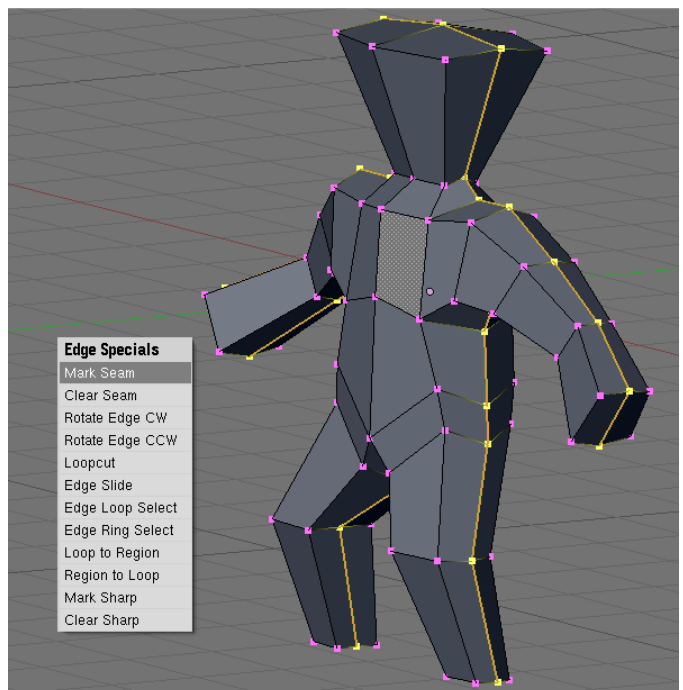 Edge Specials
Mark Seam
Clear Seam
Rotate Edge CW
Rotate Edge CCW
Loopcut
Edge Slide
Edge Loop Select
Edge Ring Select
Loop to Region
Region to Loop
Mark Sharp
Clear Sharp